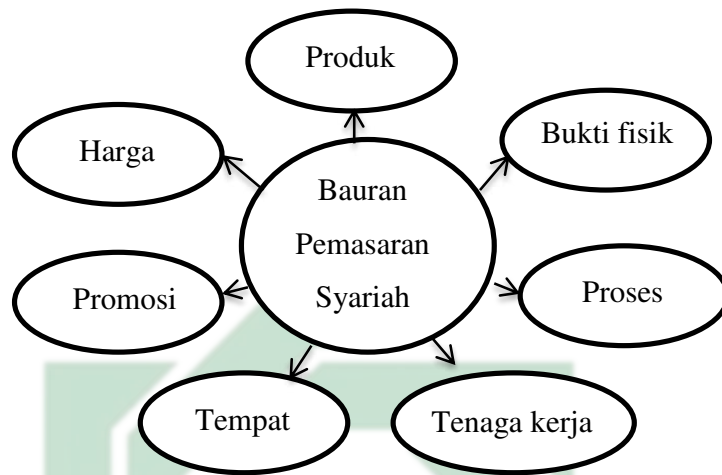 Produk
Harga
Bukti fisik
Bauran
Pemasaran
Syariah
Promosi
Proses
Tempat
Tenaga kerja